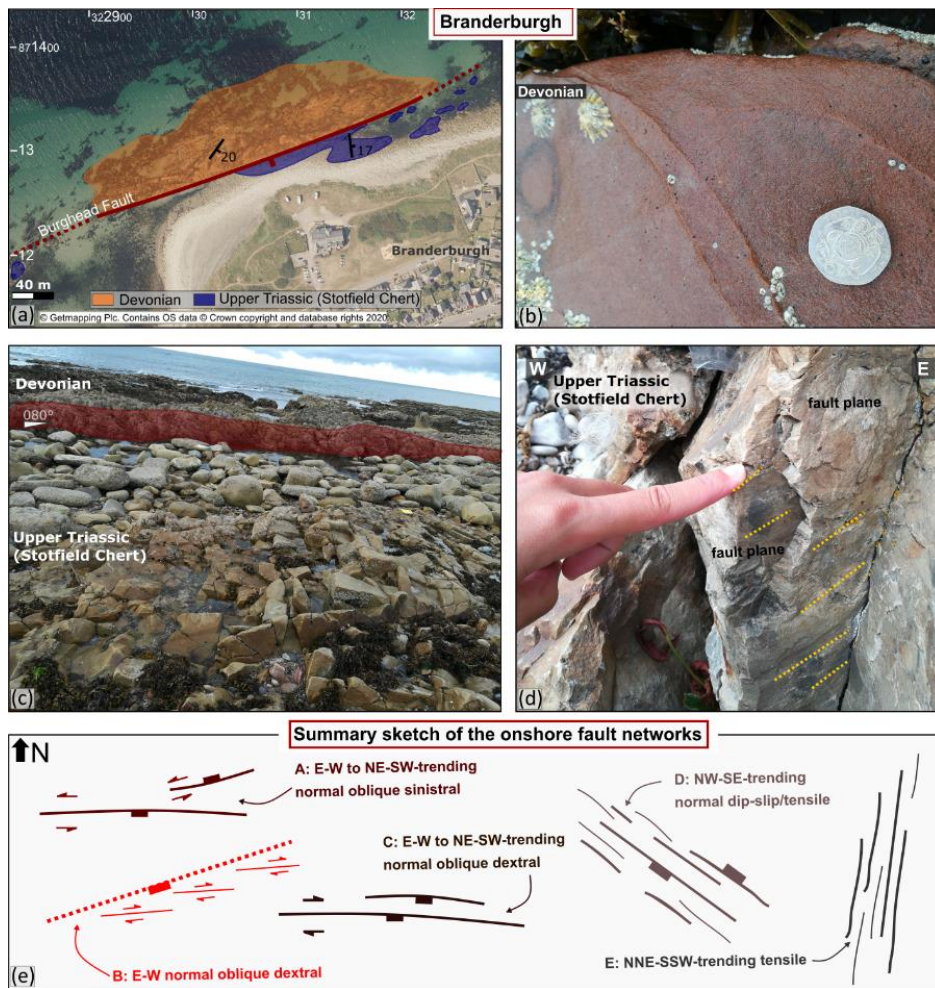 Branderburgh
³²29⁰⁰
30
31
32
87 14⁰⁰
13
12
20
17
Burghead Fault
Branderburgh
40 m
Devonian
Upper Triassic (Stotfield Chert)
© Getmapping Plc. Contains OS data © Crown copyright and database rights 2020
(a)
Devonian
(b)
Devonian
080°
Upper Triassic
(Stotfield Chert)
(c)
W
E
Upper Triassic
(Stotfield Chert)
fault plane
fault plane
(d)
Summary sketch of the onshore fault networks
N
A: E-W to NE-SW-trending
normal oblique sinistral
B: E-W normal oblique dextral
C: E-W to NE-SW-trending
normal oblique dextral
D: NW-SE-trending
normal dip-slip/tensile
E: NNE-SSW-trending tensile
(e)